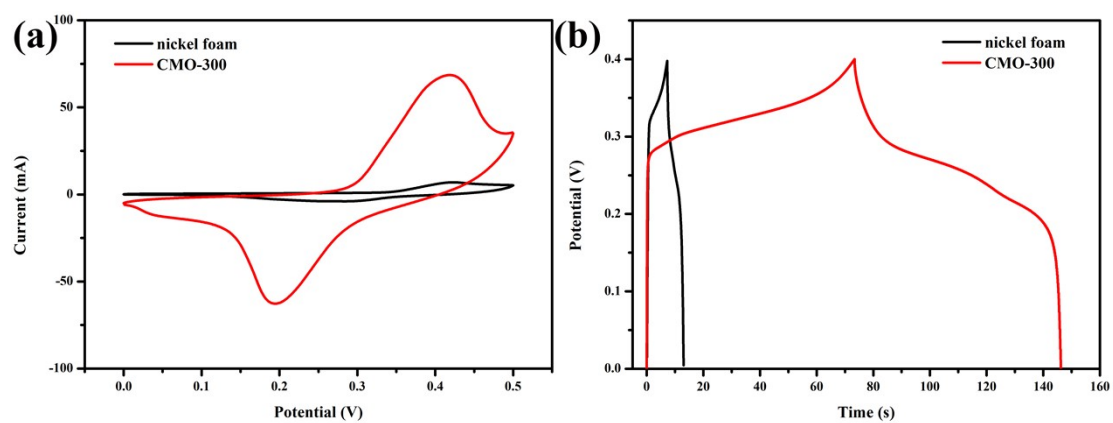 (a)
nickel foam
CMO-300
Current (mA)
100
50
0
-50
-100
0.0 0.1 0.2 0.3 0.4 0.5
Potential (V)
(b)
nickel foam
CMO-300
Potential (V)
0.4
0.3
0.2
0.1
0.0
0 20 40 60 80 100 120 140 160
Time (s)